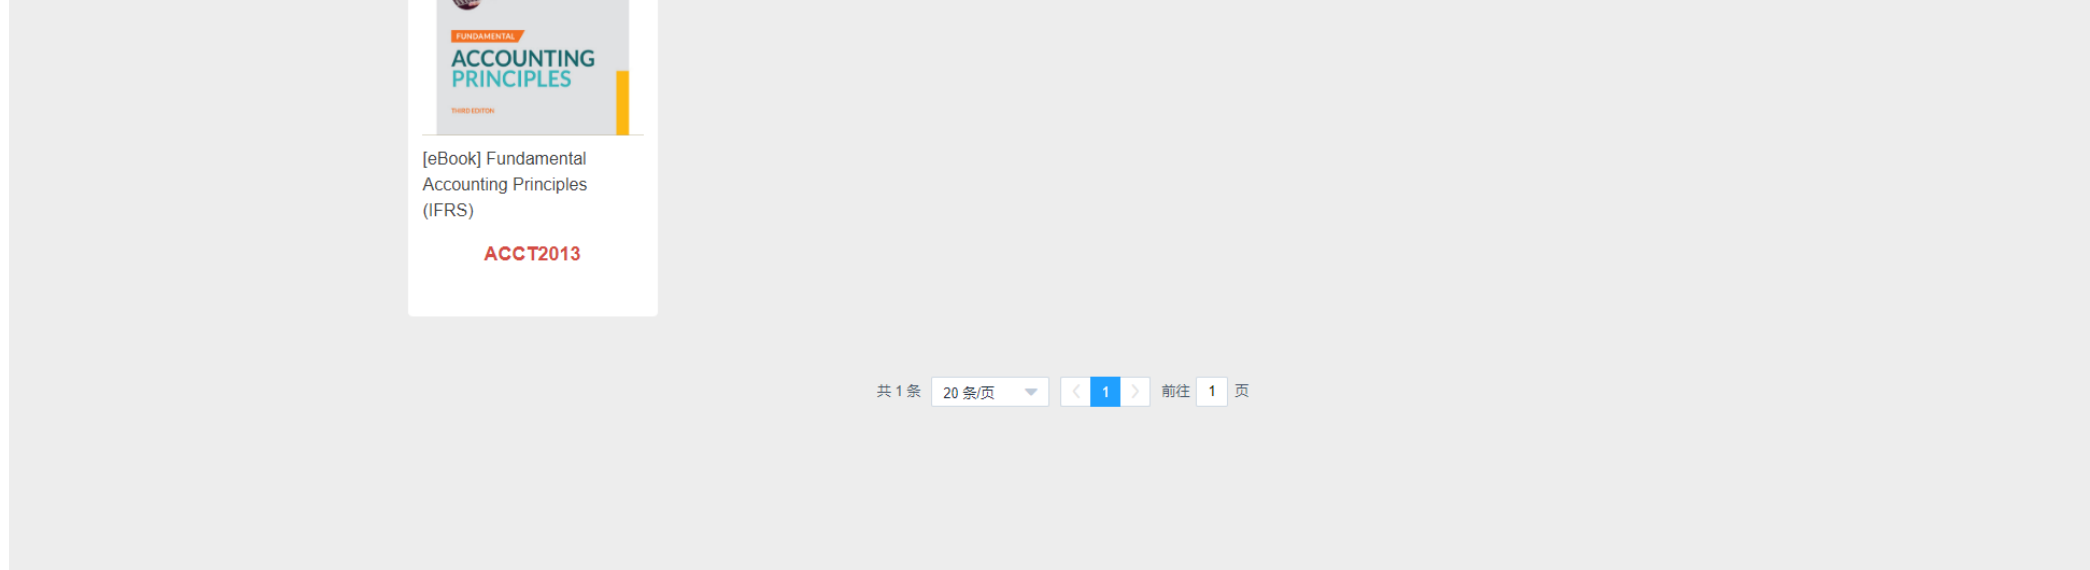 FUNDAMENTAL
ACCOUNTING
PRINCIPLES
THIRD EDITON
[eBook] Fundamental
Accounting Principles
(IFRS)
ACCT2013
共 1 条 20 条/页 1 前往 1 页